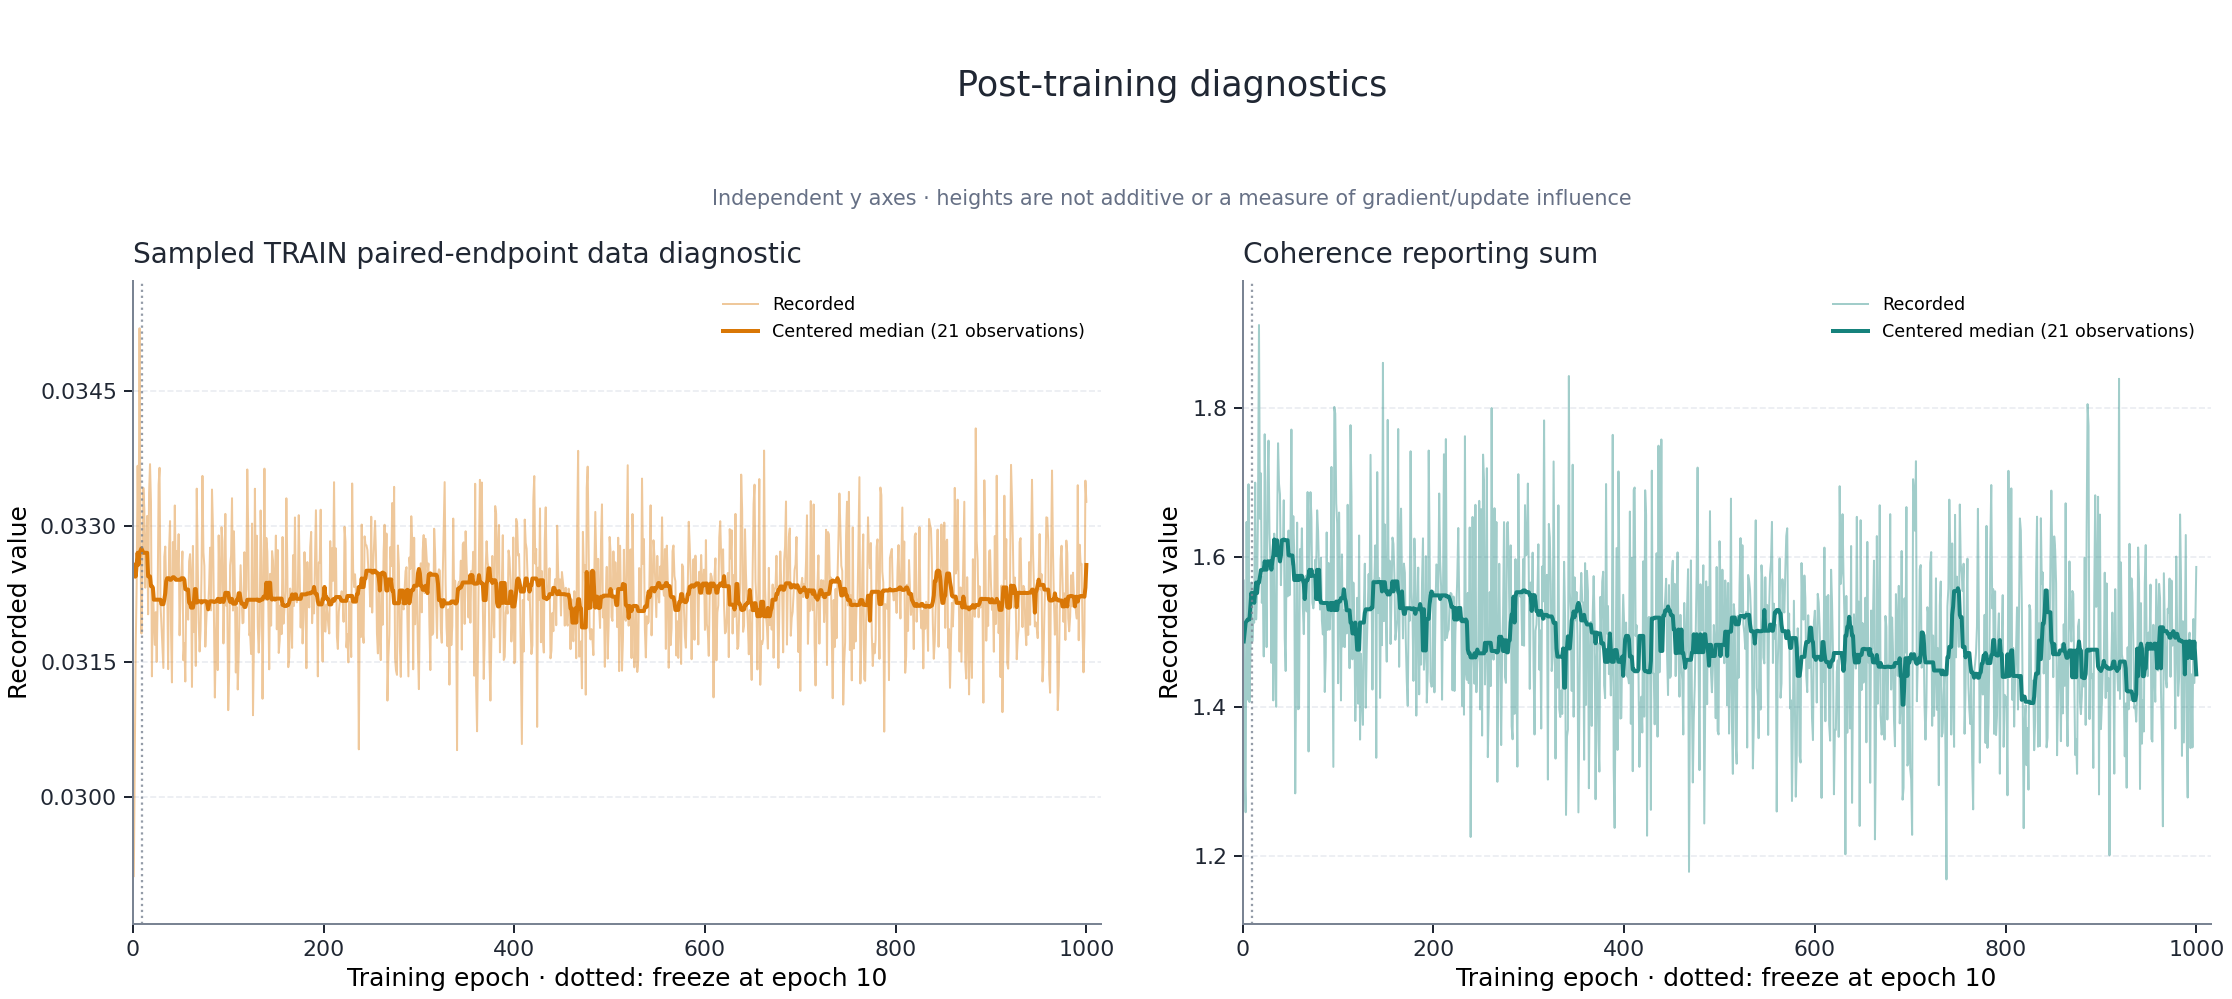 Post-training diagnostics
Independent y axes · heights are not additive or a measure of gradient/update influence
Sampled TRAIN paired-endpoint data diagnostic
Recorded
Centered median (21 observations)
Recorded value
0.0345
0.0330
0.0315
0.0300
0 200 400 600 800 1000
Training epoch · dotted: freeze at epoch 10
Coherence reporting sum
Recorded
Centered median (21 observations)
Recorded value
1.8
1.6
1.4
1.2
0 200 400 600 800 1000
Training epoch · dotted: freeze at epoch 10